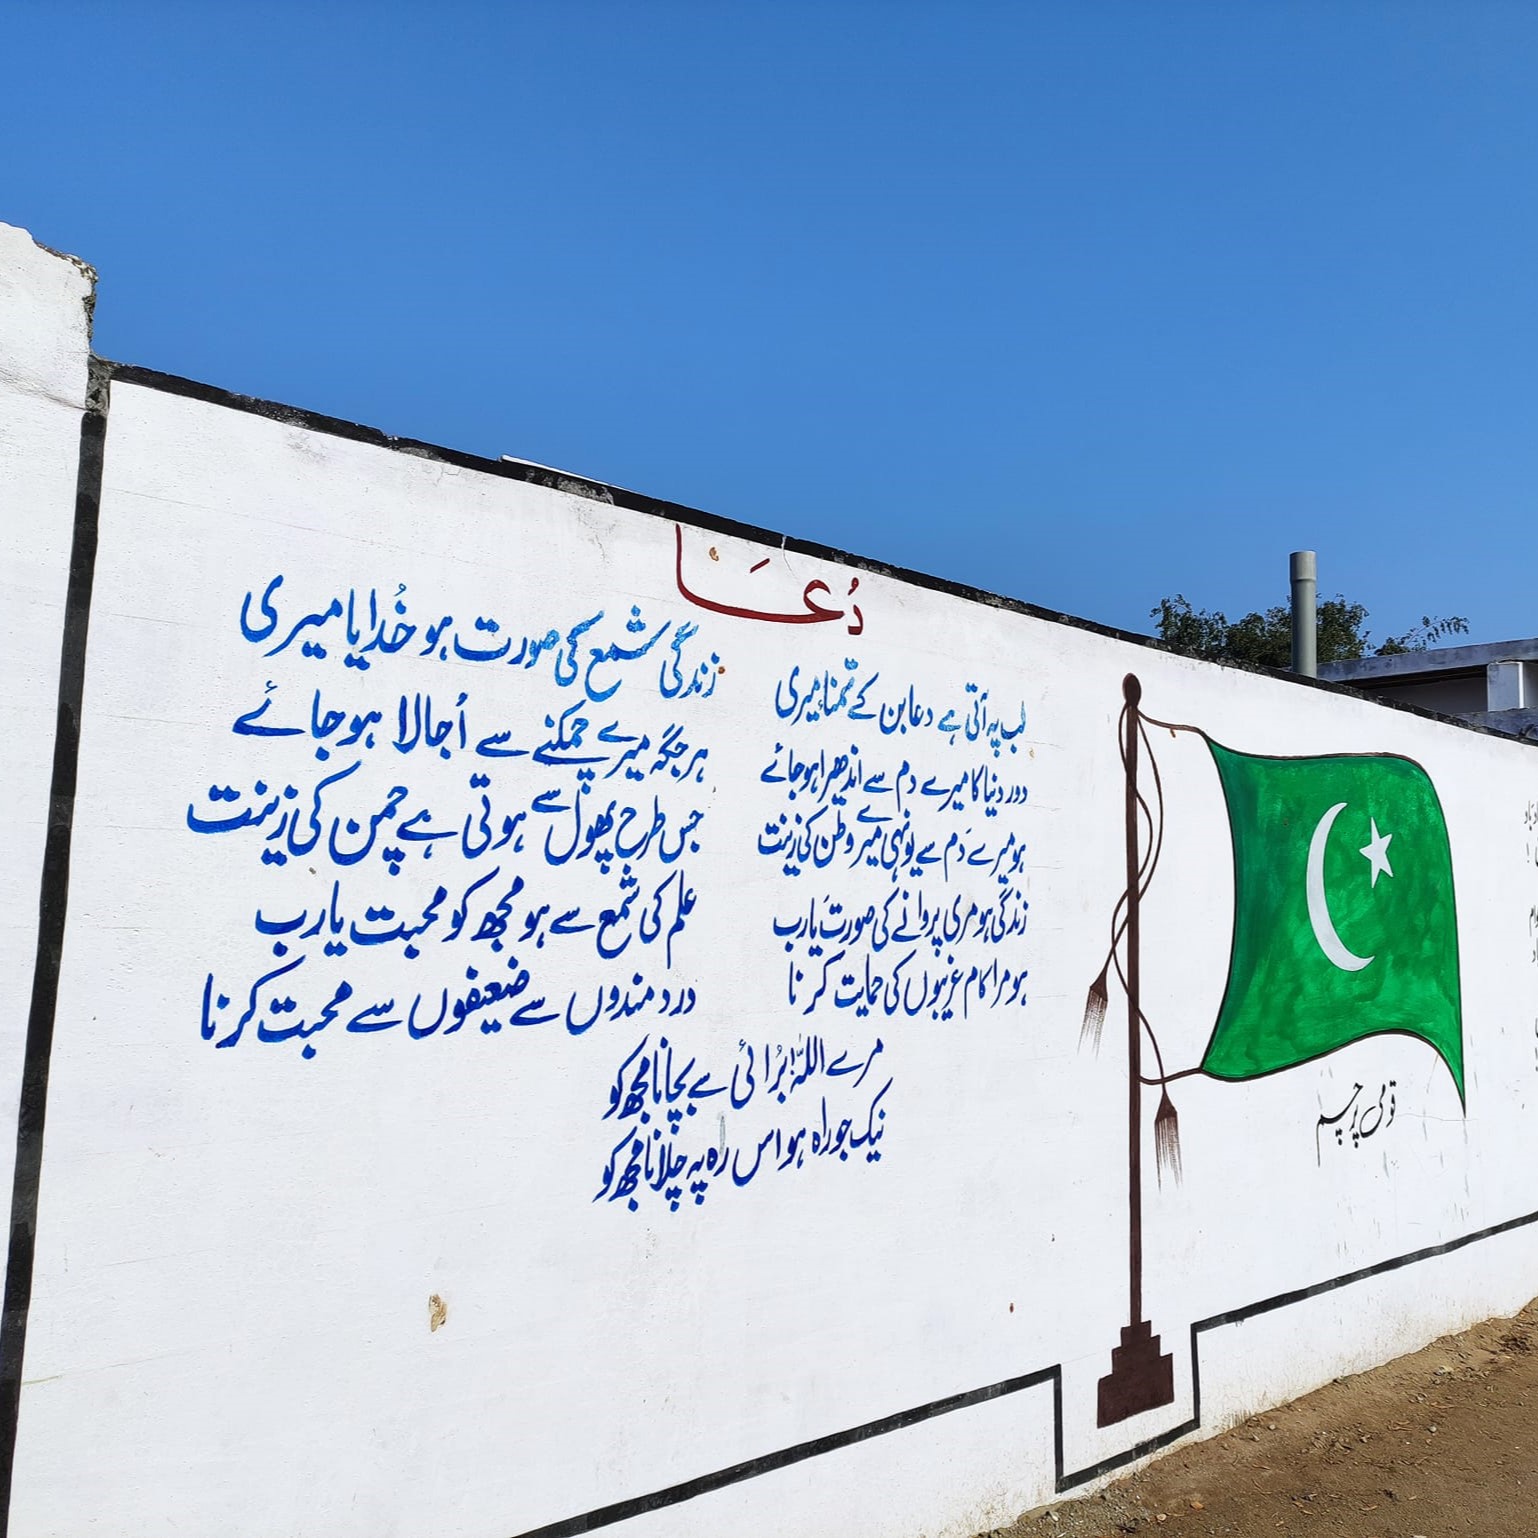 دُعَا
لب پہ آتی ہے دعا بن کے تمناء میری
زندگی شمع کی صورت ہو خُدایا میری
دور دنیا کا میرے دم سے اندھیرا ہو جائے
ہر جگہ میرے چمکنے سے اُجالا ہو جائے
ہو میرے دَم سے یونہی میرے وطن کی زینت
جس طرح پھول سے ہوتی ہے چمن کی زینت
زندگی ہو مری پروانے کی صورت یارب
علم کی شمع سے ہو مجھ کو محبت یارب
ہو مرا کام غریبوں کی حمایت کرنا
درد مندوں سے ضعیفوں سے محبت کرنا
مرے اللہ! بُرائی سے بچانا مجھ کو
نیک جو راہ ہو اس راہ پہ چلانا مجھ کو
قومی پرچم